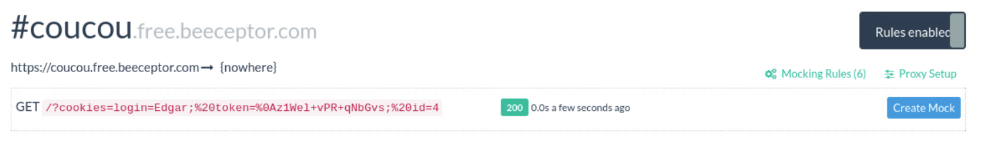 #coucou.free.beeceptor.com
Rules enabled
https://coucou.free.beeceptor.com→ {nowhere}
Mocking Rules (6) Proxy Setup
GET /?cookies=login=Edgar;%20token=%0Az1Wel+vPR+qNbGvs;%20id=4 200 0.0s a few seconds ago Create Mock